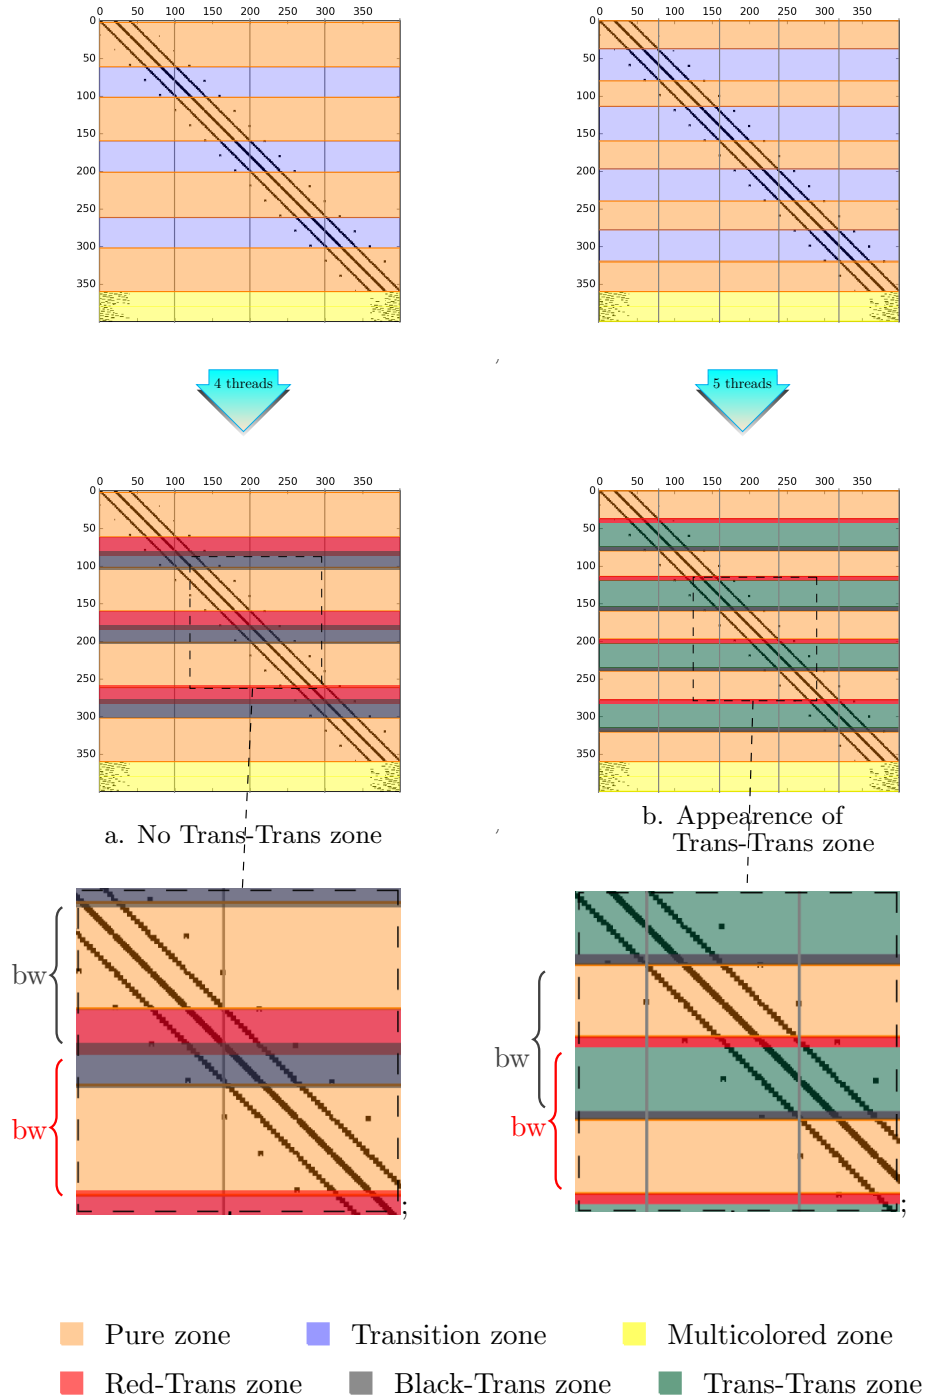 0 50 100 150 200 250 300 350
0
50
100
150
200
250
300
350
0 50 100 150 200 250 300 350
0
50
100
150
200
250
300
350
,
4 threads
5 threads
0 50 100 150 200 250 300 350
0
50
100
150
200
250
300
350
0 50 100 150 200 250 300 350
0
50
100
150
200
250
300
350
a. No Trans-Trans zone
,
b. Appearence of
Trans-Trans zone
bw
bw
;
bw
bw
;
Pure zone
Transition zone
Multicolored zone
Red-Trans zone
Black-Trans zone
Trans-Trans zone